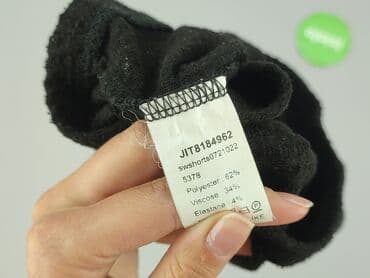 JIT8184962
swshorts0721022
5378
Polyester 62%
Viscose 34%
Elastane 4%